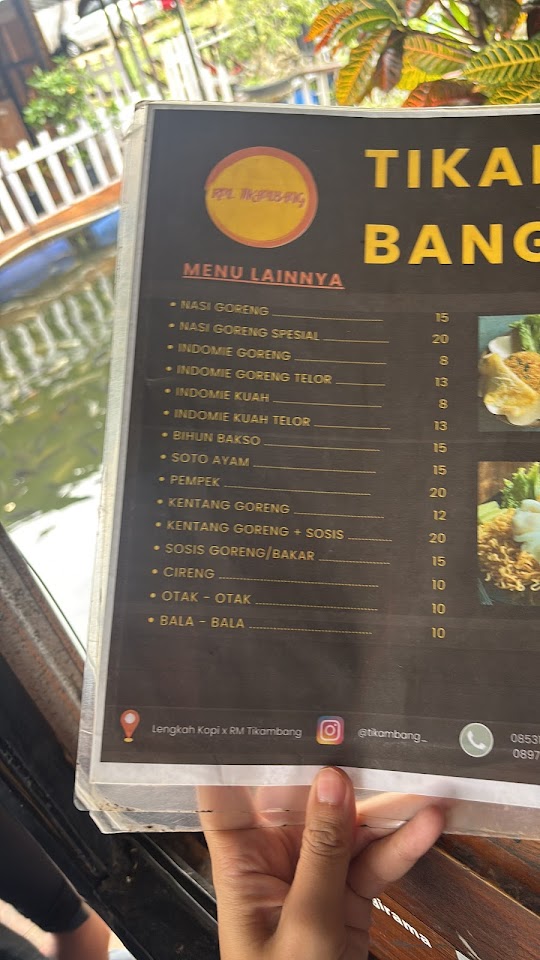 RM TIKAMBANG
BANG
MENU LAINNYA
• NASI GORENG 15
• NASI GORENG SPESIAL 20
• INDOMIE GORENG 8
• INDOMIE GORENG TELOR 13
• INDOMIE KUAH 8
• INDOMIE KUAH TELOR 13
• BIHUN BAKSO 15
• SOTO AYAM 15
• PEMPEK 20
• KENTANG GORENG 12
• KENTANG GORENG + SOSIS 20
• SOSIS GORENG/BAKAR 15
• CIRENG 10
• OTAK - OTAK 10
• BALA - BALA 10
Lengkah Kopi x RM Tikambang
@tikambang_
0853
0897